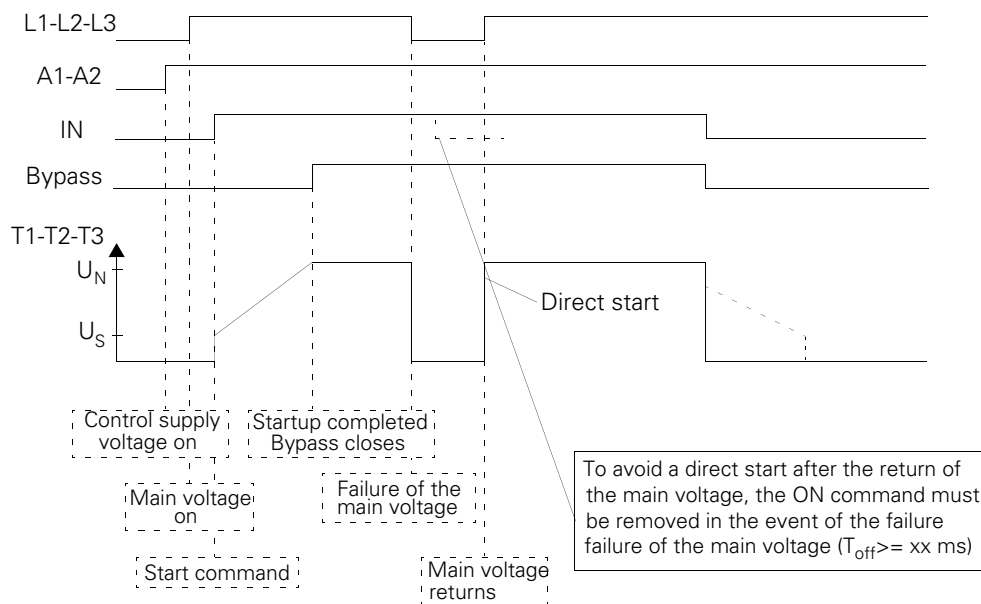 L1-L2-L3
A1-A2
IN
Bypass
T1-T2-T3
UN
US
Direct start
Control supply
voltage on
Startup completed
Bypass closes
Main voltage
on
Failure of the
main voltage
Start command
Main voltage
returns
To avoid a direct start after the return of
the main voltage, the ON command must
be removed in the event of the failure
failure of the main voltage (Toff>= xx ms)